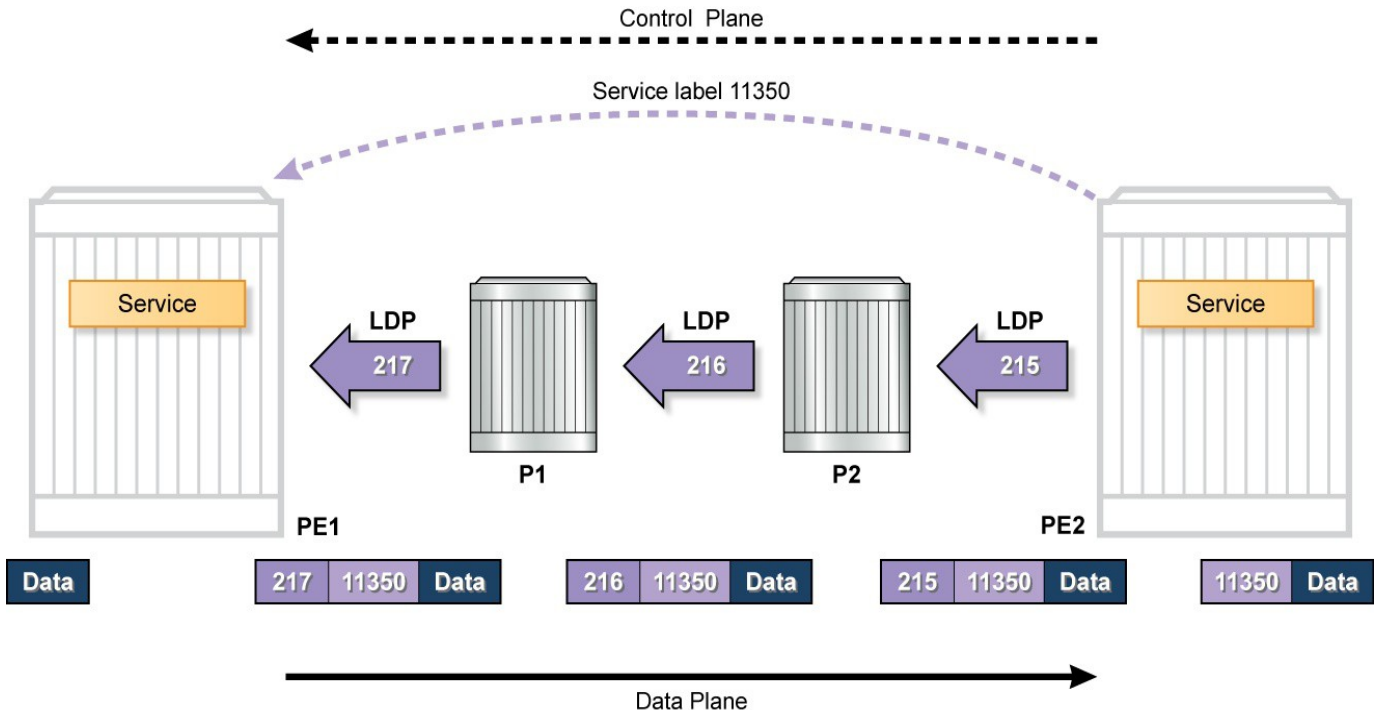 Control Plane
Service label 11350
Service
Service
LDP
LDP
LDP
217
216
215
P1
P2
PE1
PE2
Data
217 11350 Data
216 11350 Data
215 11350 Data
11350 Data
Data Plane